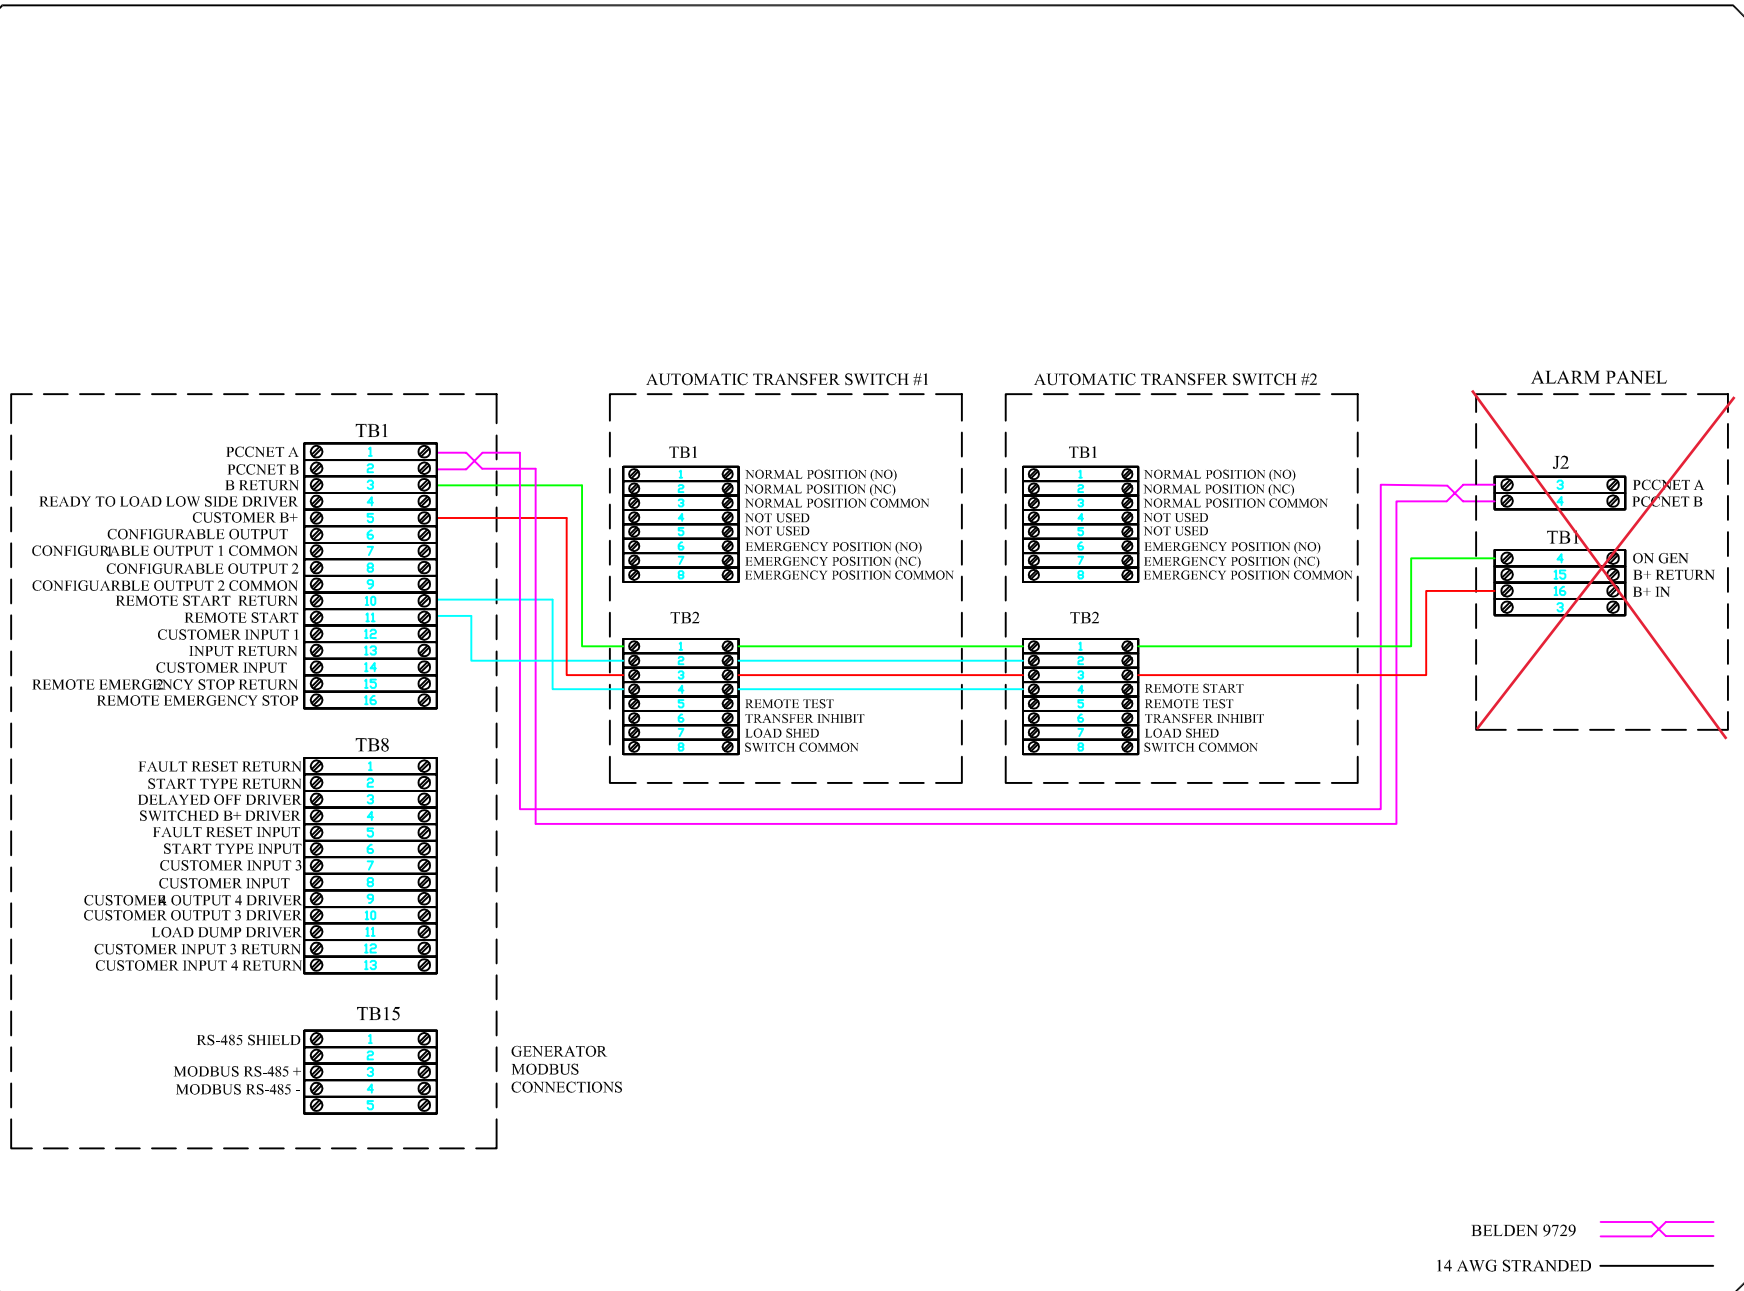 AUTOMATIC TRANSFER SWITCH #1
AUTOMATIC TRANSFER SWITCH #2
ALARM PANEL
TB1
PCCNET A 1
PCCNET B 2
B RETURN 3
READY TO LOAD LOW SIDE DRIVER 4
CUSTOMER B+ 5
CONFIGURABLE OUTPUT 6
CONFIGURABLE OUTPUT 1 COMMON 7
1
CONFIGURABLE OUTPUT 2 8
CONFIGUARBLE OUTPUT 2 COMMON 9
REMOTE START RETURN 10
REMOTE START 11
CUSTOMER INPUT 1 12
INPUT RETURN 13
CUSTOMER INPUT 14
2
REMOTE EMERGENCY STOP RETURN 15
REMOTE EMERGENCY STOP 16
TB8
FAULT RESET RETURN 1
START TYPE RETURN 2
DELAYED OFF DRIVER 3
SWITCHED B+ DRIVER 4
FAULT RESET INPUT 5
START TYPE INPUT 6
CUSTOMER INPUT 3 7
CUSTOMER INPUT 8
4
CUSTOMER OUTPUT 4 DRIVER 9
CUSTOMER OUTPUT 3 DRIVER 10
LOAD DUMP DRIVER 11
CUSTOMER INPUT 3 RETURN 12
CUSTOMER INPUT 4 RETURN 13
TB15
RS-485 SHIELD 1
2
MODBUS RS-485 + 3
MODBUS RS-485 - 4
5
GENERATOR
MODBUS
CONNECTIONS
TB1
1 NORMAL POSITION (NO)
2 NORMAL POSITION (NC)
3 NORMAL POSITION COMMON
4 NOT USED
5 NOT USED
6 EMERGENCY POSITION (NO)
7 EMERGENCY POSITION (NC)
8 EMERGENCY POSITION COMMON
TB2
1
2
3
4
5 REMOTE TEST
6 TRANSFER INHIBIT
7 LOAD SHED
8 SWITCH COMMON
TB1
1 NORMAL POSITION (NO)
2 NORMAL POSITION (NC)
3 NORMAL POSITION COMMON
4 NOT USED
5 NOT USED
6 EMERGENCY POSITION (NO)
7 EMERGENCY POSITION (NC)
8 EMERGENCY POSITION COMMON
TB2
1
2
3
4 REMOTE START
5 REMOTE TEST
6 TRANSFER INHIBIT
7 LOAD SHED
8 SWITCH COMMON
J2
3 PCCNET A
4 PCCNET B
TB1
4 ON GEN
15 B+ RETURN
16 B+ IN
3
BELDEN 9729
14 AWG STRANDED